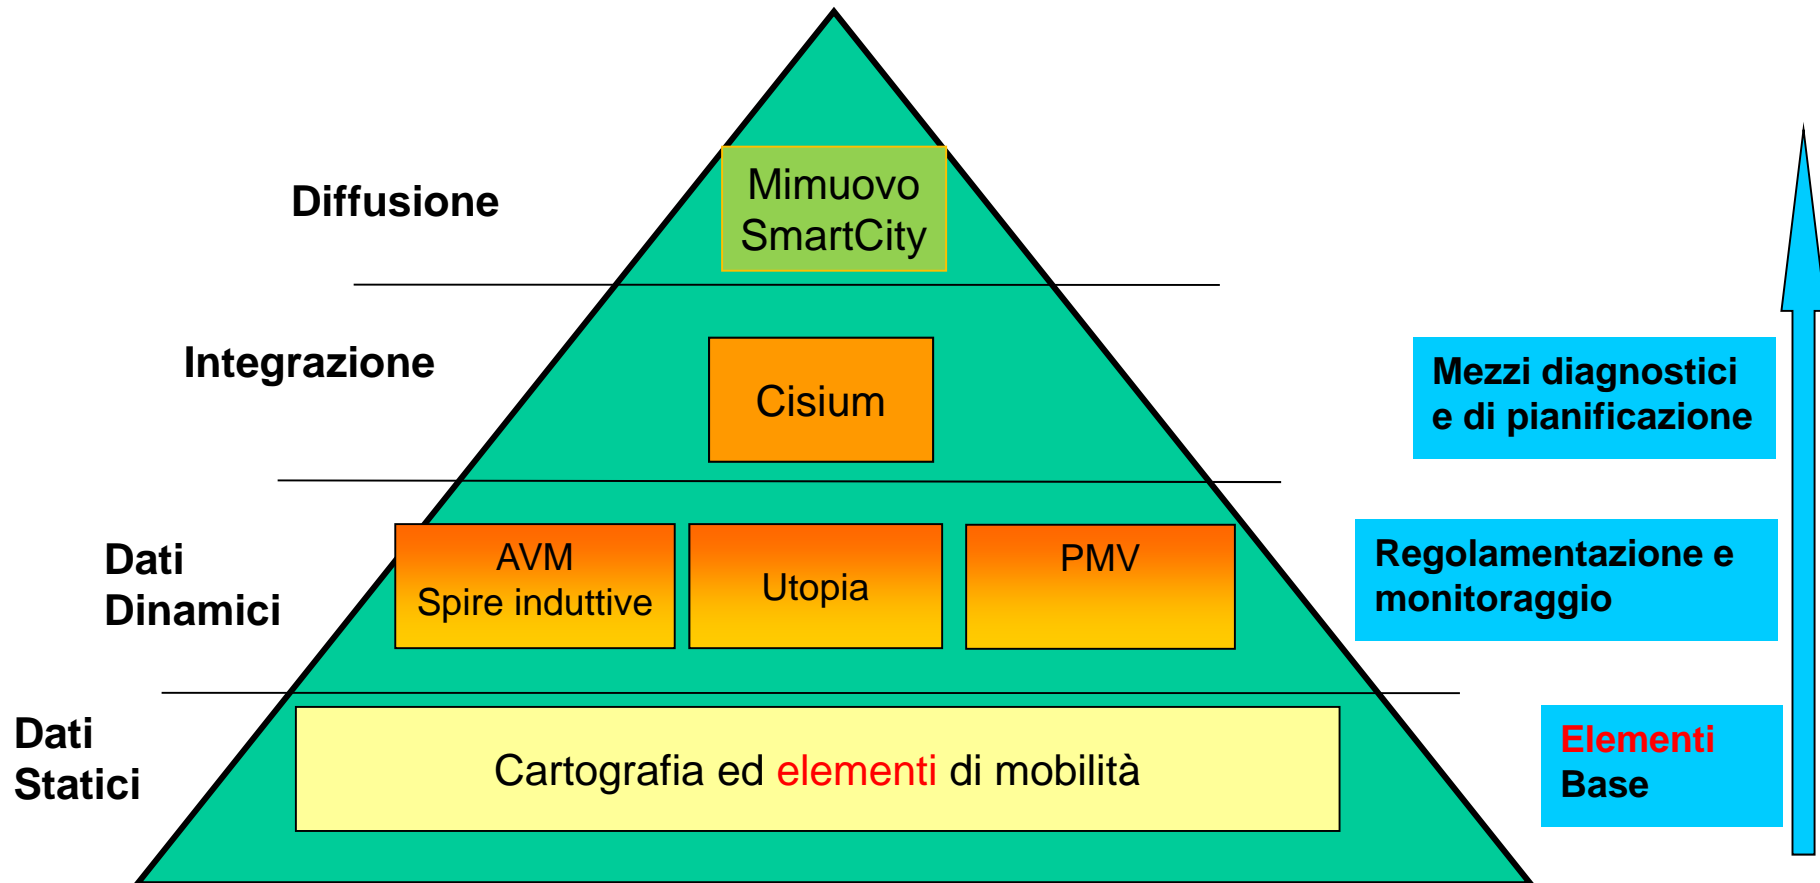 Diffusione
Mimuovo
SmartCity
Integrazione
Cisium
Mezzi diagnostici
e di pianificazione
Dati
Dinamici
AVM
Spire induttive
Utopia
PMV
Regolamentazione e
monitoraggio
Dati
Statici
Cartografia ed elementi di mobilità
Elementi
Base